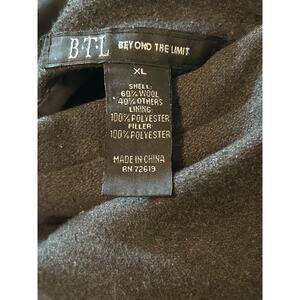 B·T·L BEYOND THE LIMIT
XL
SHELL:
60% WOOL
40% OTHERS
LINING:
100% POLYESTER
FILLER:
100% POLYESTER
MADE IN CHINA
RN 72619